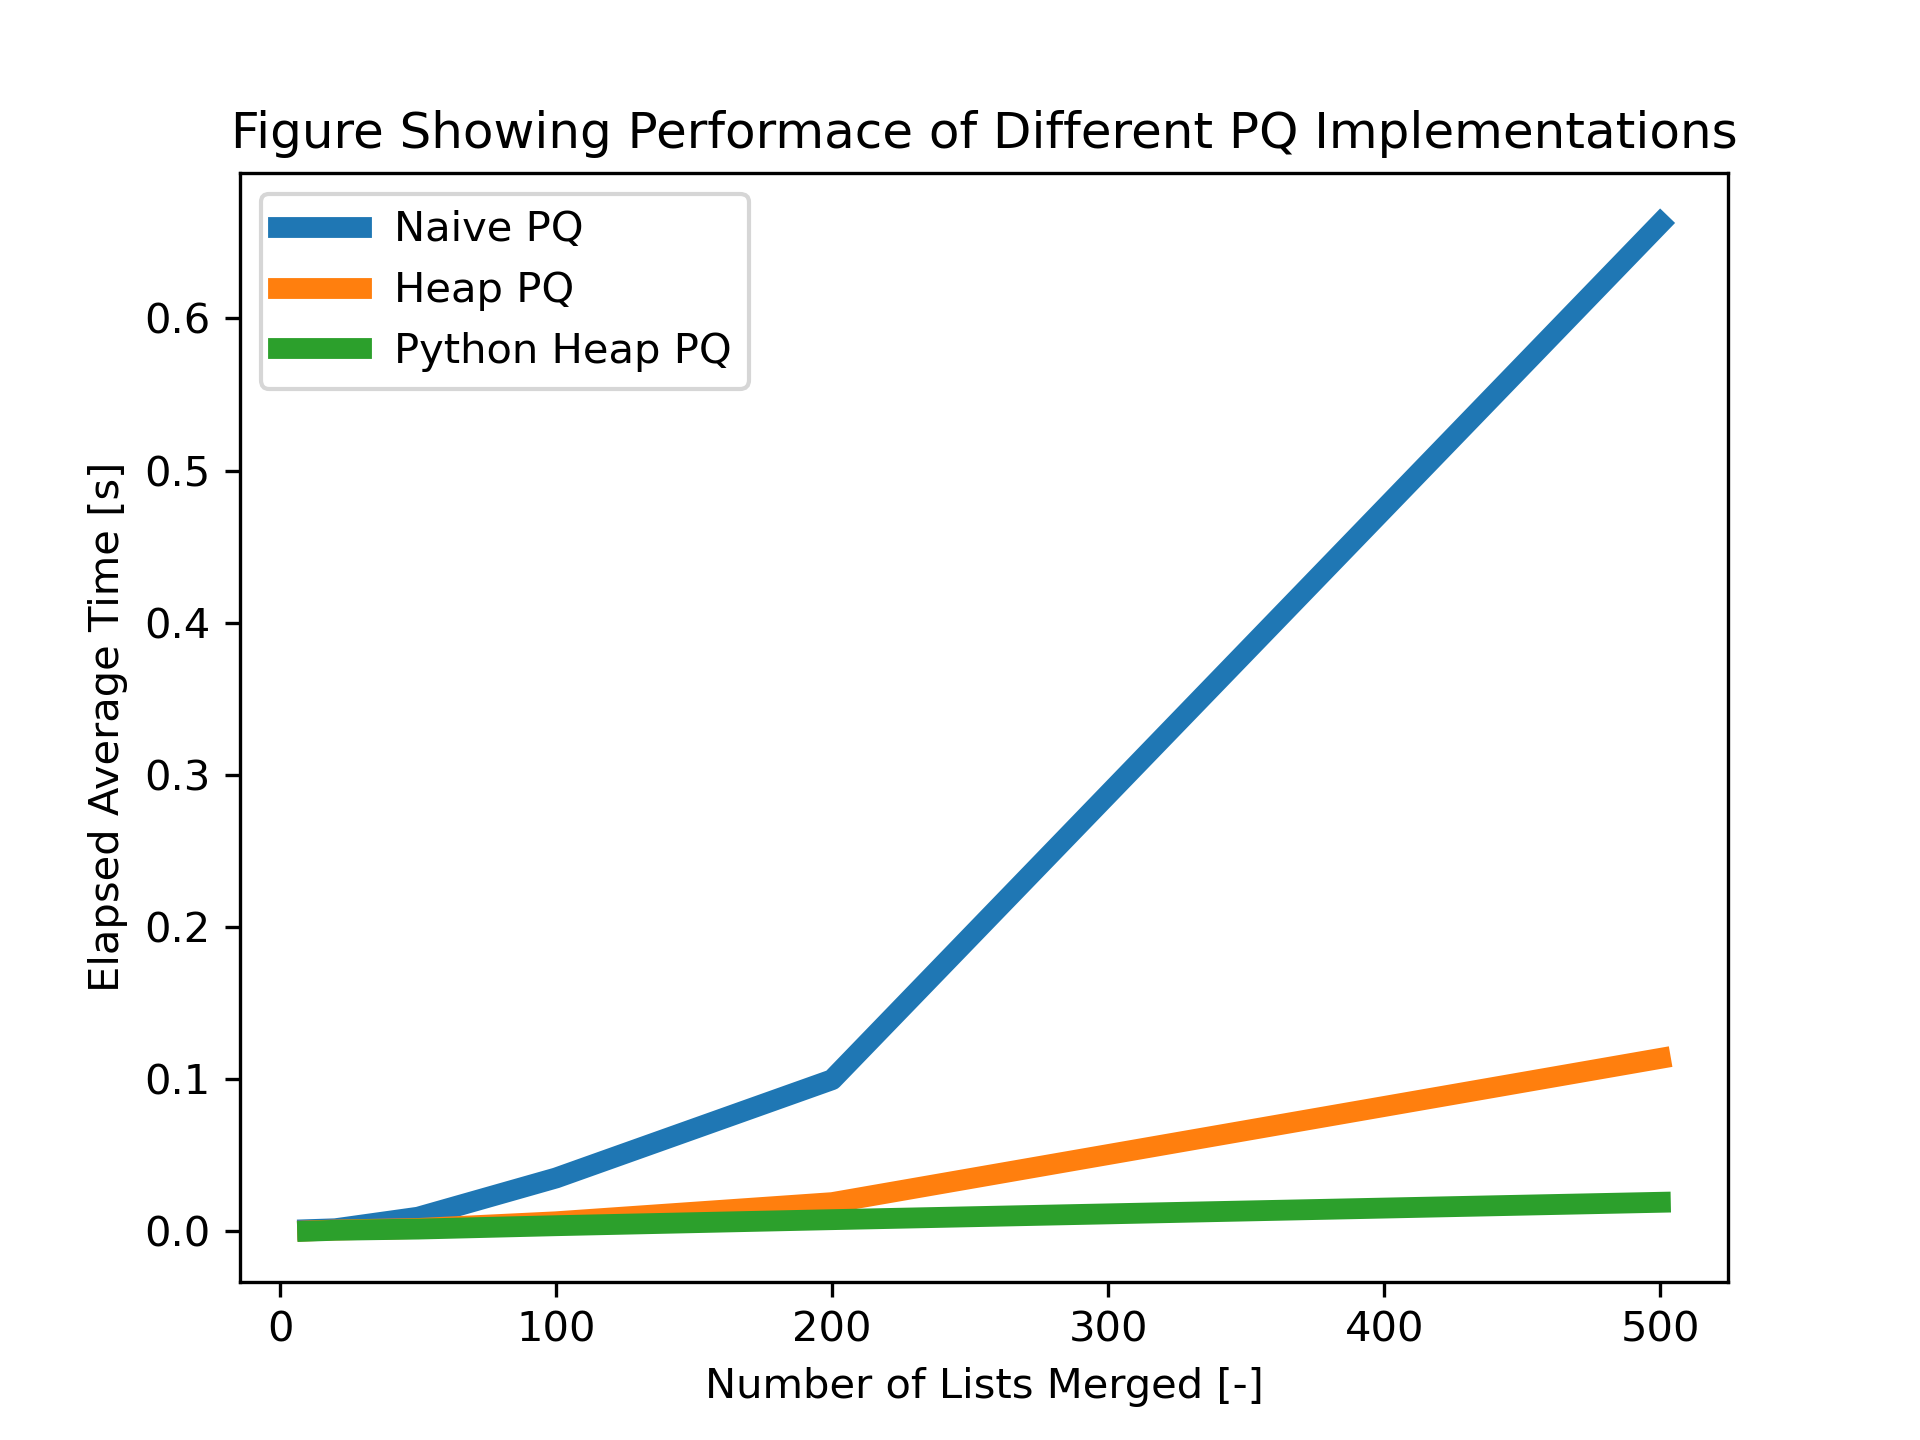 Figure Showing Performace of Different PQ Implementations
Naive PQ
Heap PQ
Python Heap PQ
Elapsed Average Time [s]
0.6
0.5
0.4
0.3
0.2
0.1
0.0
0 100 200 300 400 500
Number of Lists Merged [-]